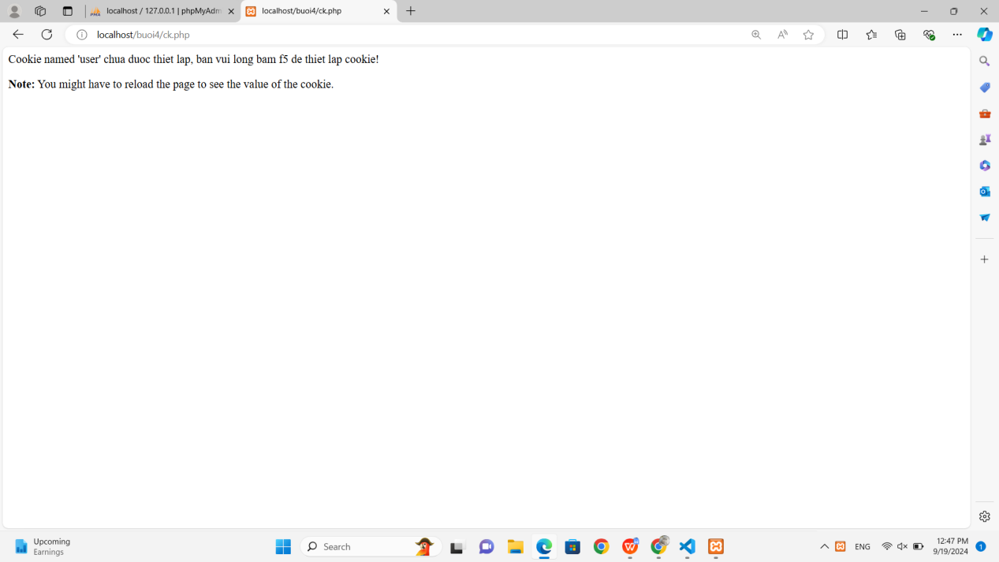 localhost / 127.0.0.1 | phpMyAdm
localhost/buoi4/ck.php
localhost/buoi4/ck.php
Cookie named 'user' chua duoc thiet lap, ban vui long bam f5 de thiet lap cookie!
Note: You might have to reload the page to see the value of the cookie.
Upcoming
Earnings
Search
ENG
12:47 PM
9/19/2024
1